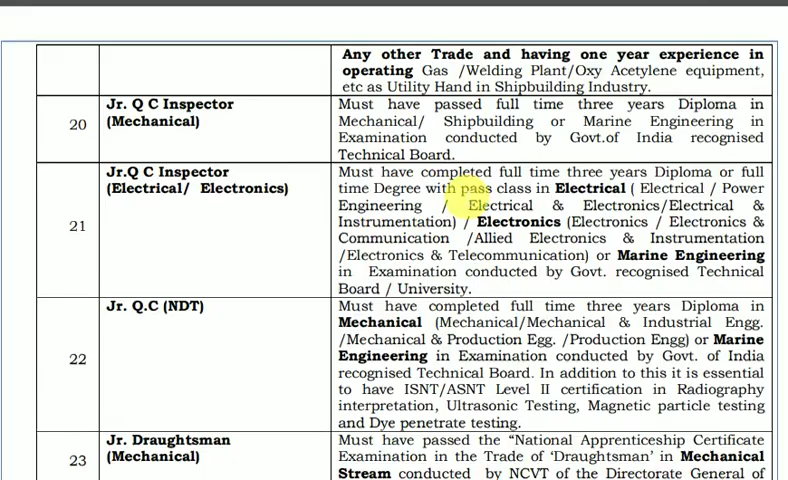 Any other Trade and having one year experience in
operating Gas /Welding Plant/Oxy Acetylene equipment,
etc as Utility Hand in Shipbuilding Industry.
20
Jr. Q C Inspector
(Mechanical)
Must have passed full time three years Diploma in
Mechanical/ Shipbuilding or Marine Engineering in
Examination conducted by Govt.of India recognised
Technical Board.
21
Jr.Q C Inspector
(Electrical/ Electronics)
Must have completed full time three years Diploma or full
time Degree with pass class in Electrical ( Electrical / Power
Engineering / Electrical & Electronics/Electrical &
Instrumentation) / Electronics (Electronics / Electronics &
Communication /Allied Electronics & Instrumentation
/Electronics & Telecommunication) or Marine Engineering
in Examination conducted by Govt. recognised Technical
Board / University.
22
Jr. Q.C (NDT)
Must have completed full time three years Diploma in
Mechanical (Mechanical/Mechanical & Industrial Engg.
/Mechanical & Production Egg. /Production Engg) or Marine
Engineering in Examination conducted by Govt. of India
recognised Technical Board. In addition to this it is essential
to have ISNT/ASNT Level II certification in Radiography
interpretation, Ultrasonic Testing, Magnetic particle testing
and Dye penetrate testing.
23
Jr. Draughtsman
(Mechanical)
Must have passed the “National Apprenticeship Certificate
Examination in the Trade of ‘Draughtsman’ in Mechanical
Stream conducted by NCVT of the Directorate General of